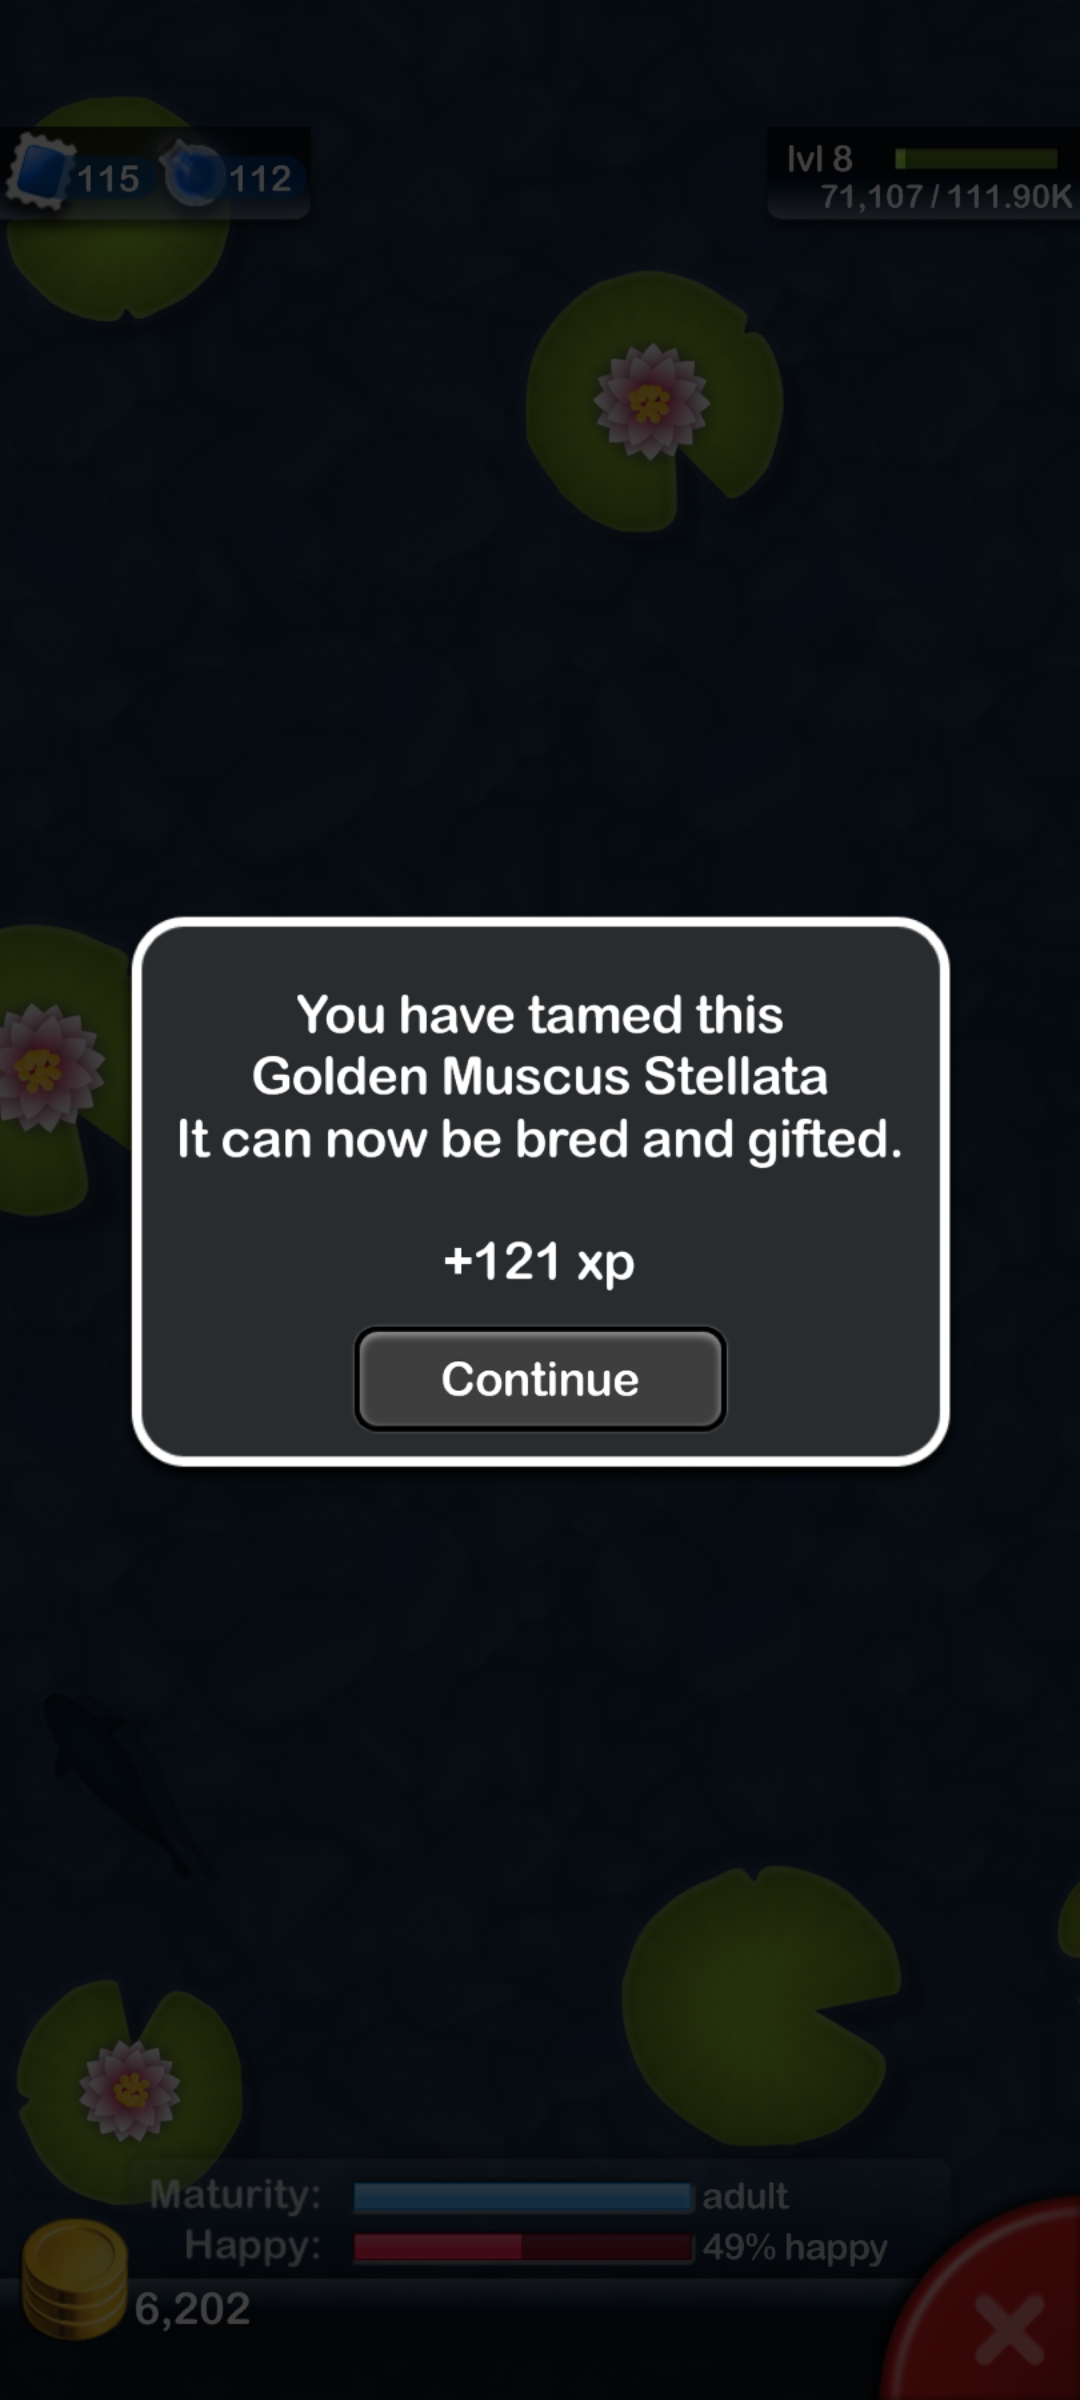 115 112
lvl 8
71,107 / 111.90K
You have tamed this
Golden Muscus Stellata
It can now be bred and gifted.
+121 xp
Continue
Maturity: adult
Happy: 49% happy
6,202